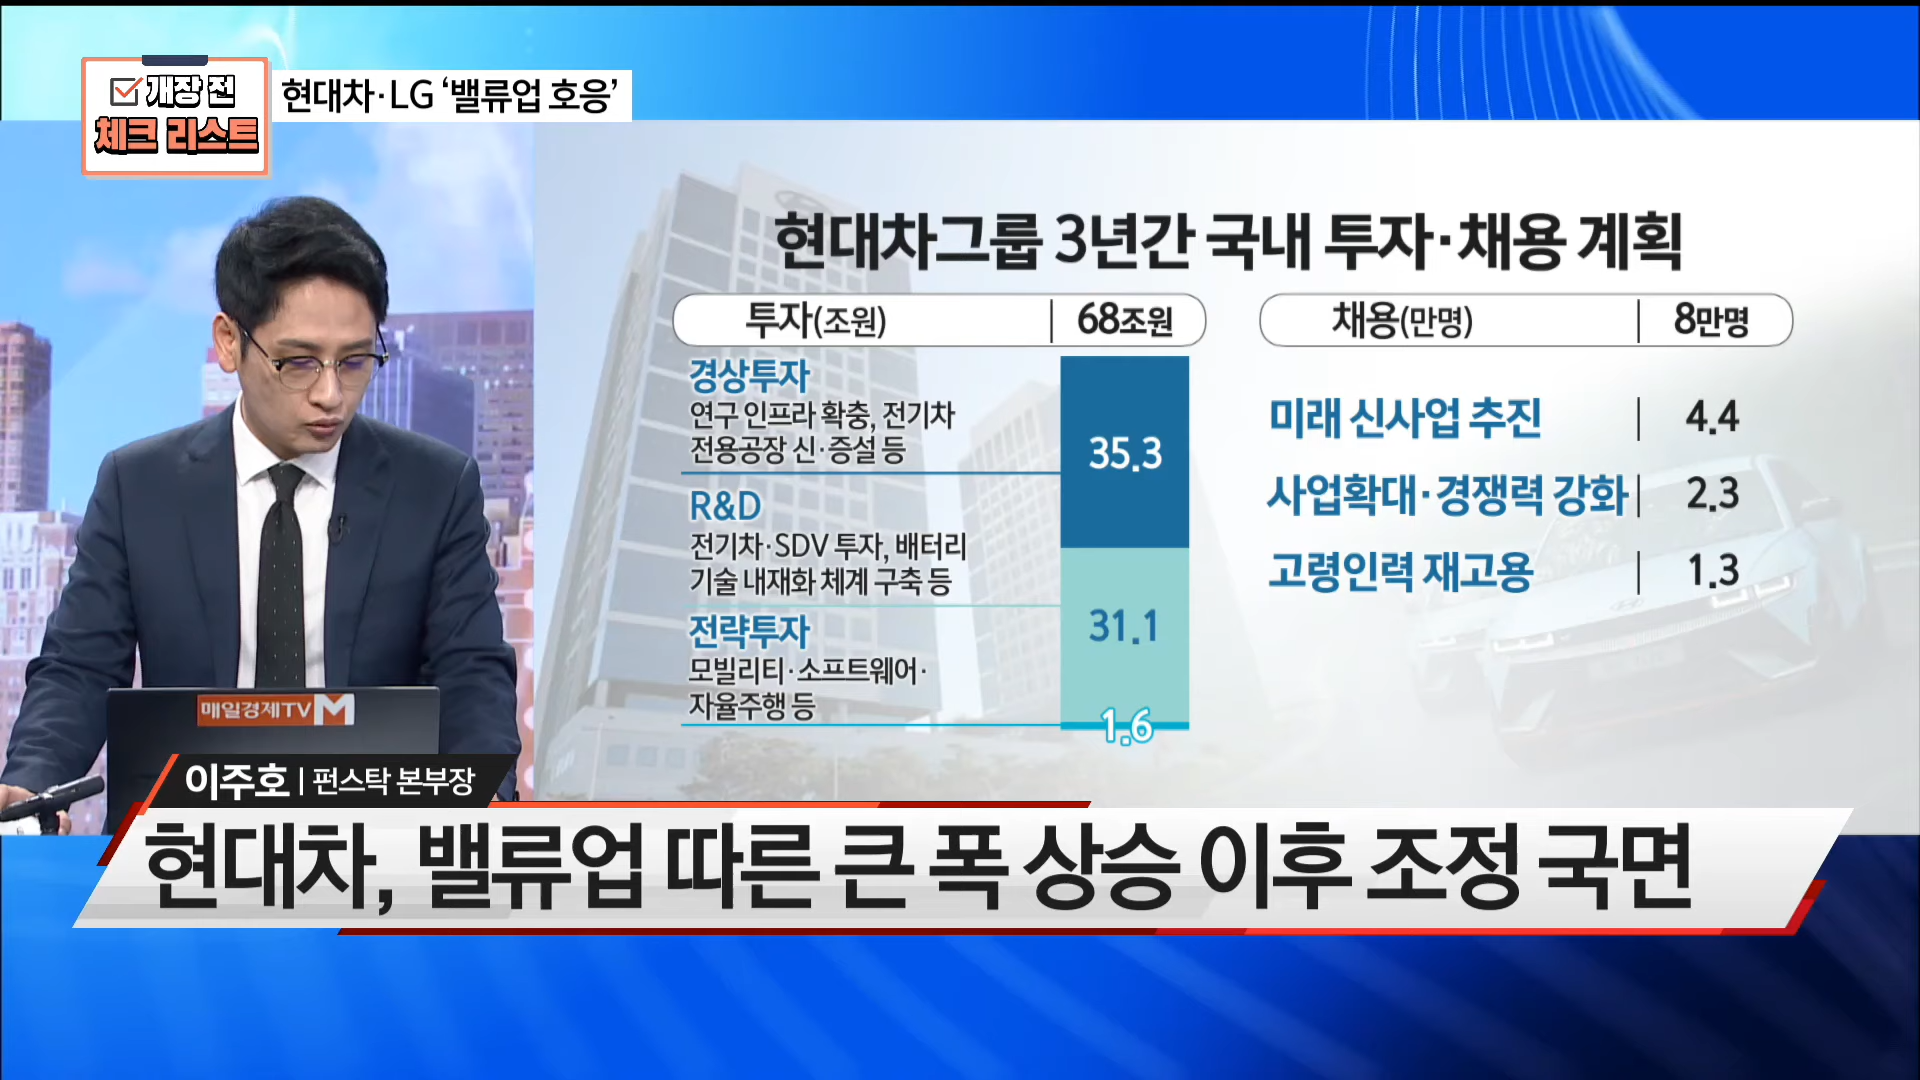 개장 전
체크 리스트
현대차·LG ‘밸류업 호응’
현대차그룹 3년간 국내 투자·채용 계획
투자(조원) 68조원
경상투자
연구 인프라 확충, 전기차
전용공장 신·증설 등
35.3
R&D
전기차·SDV 투자, 배터리
기술 내재화 체계 구축 등
31.1
전략투자
모빌리티·소프트웨어·
자율주행 등
1.6
채용(만명) 8만명
미래 신사업 추진 4.4
사업확대·경쟁력 강화 2.3
고령인력 재고용 1.3
매일경제TV M
이주호 | 펀스탁 본부장
현대차, 밸류업 따른 큰 폭 상승 이후 조정 국면